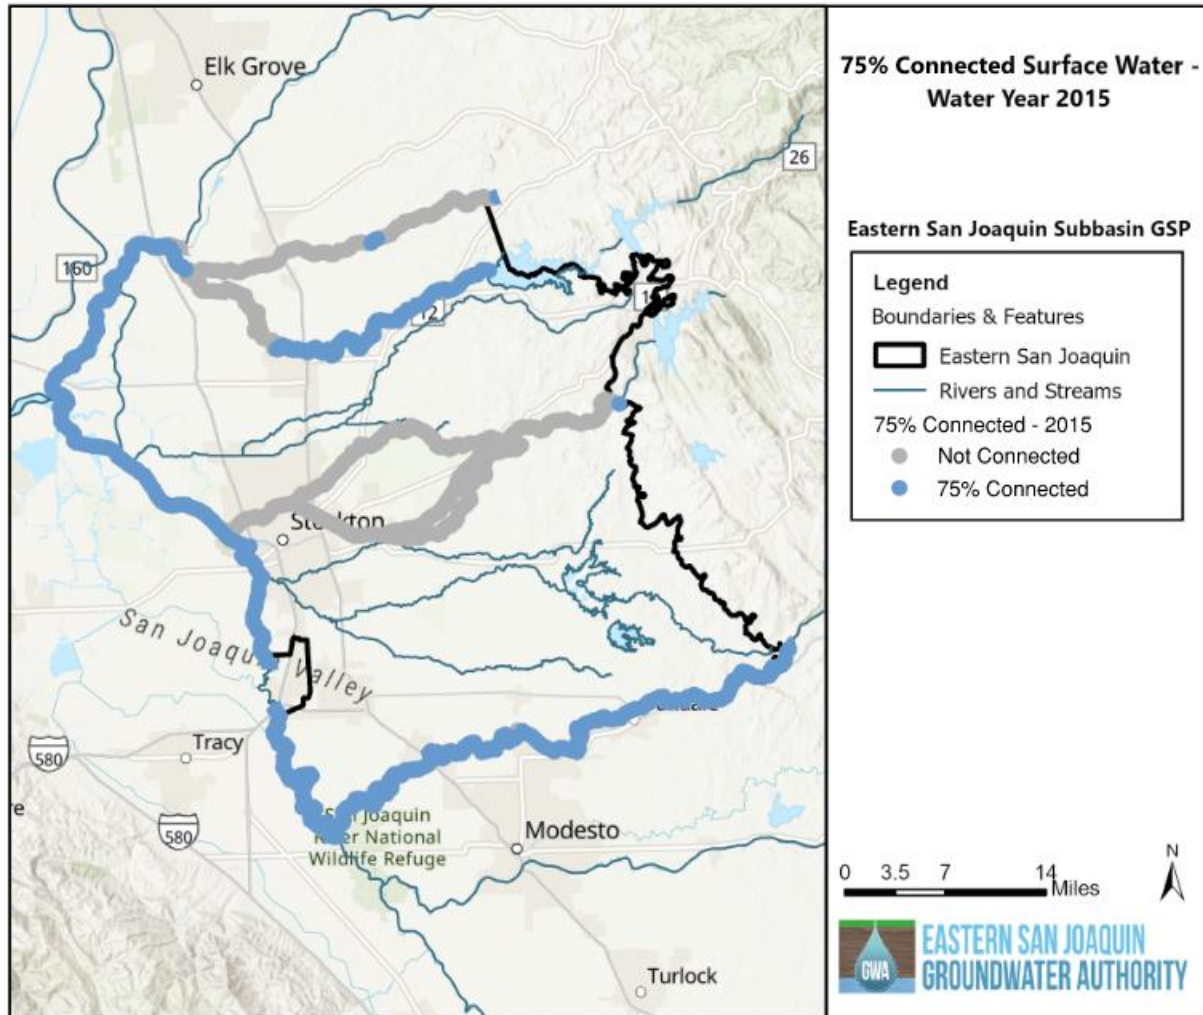 Elk Grove
26
160
12
1
Stockton
San Joaquin Valley
Tracy
580
580
San Joaquin
River National
Wildlife Refuge
Modesto
Turlock
e
75% Connected Surface Water -
Water Year 2015
Eastern San Joaquin Subbasin GSP
Legend
Boundaries & Features
Eastern San Joaquin
Rivers and Streams
75% Connected - 2015
Not Connected
75% Connected
N
0 3.5 7 14
Miles
GWA
EASTERN SAN JOAQUIN
GROUNDWATER AUTHORITY